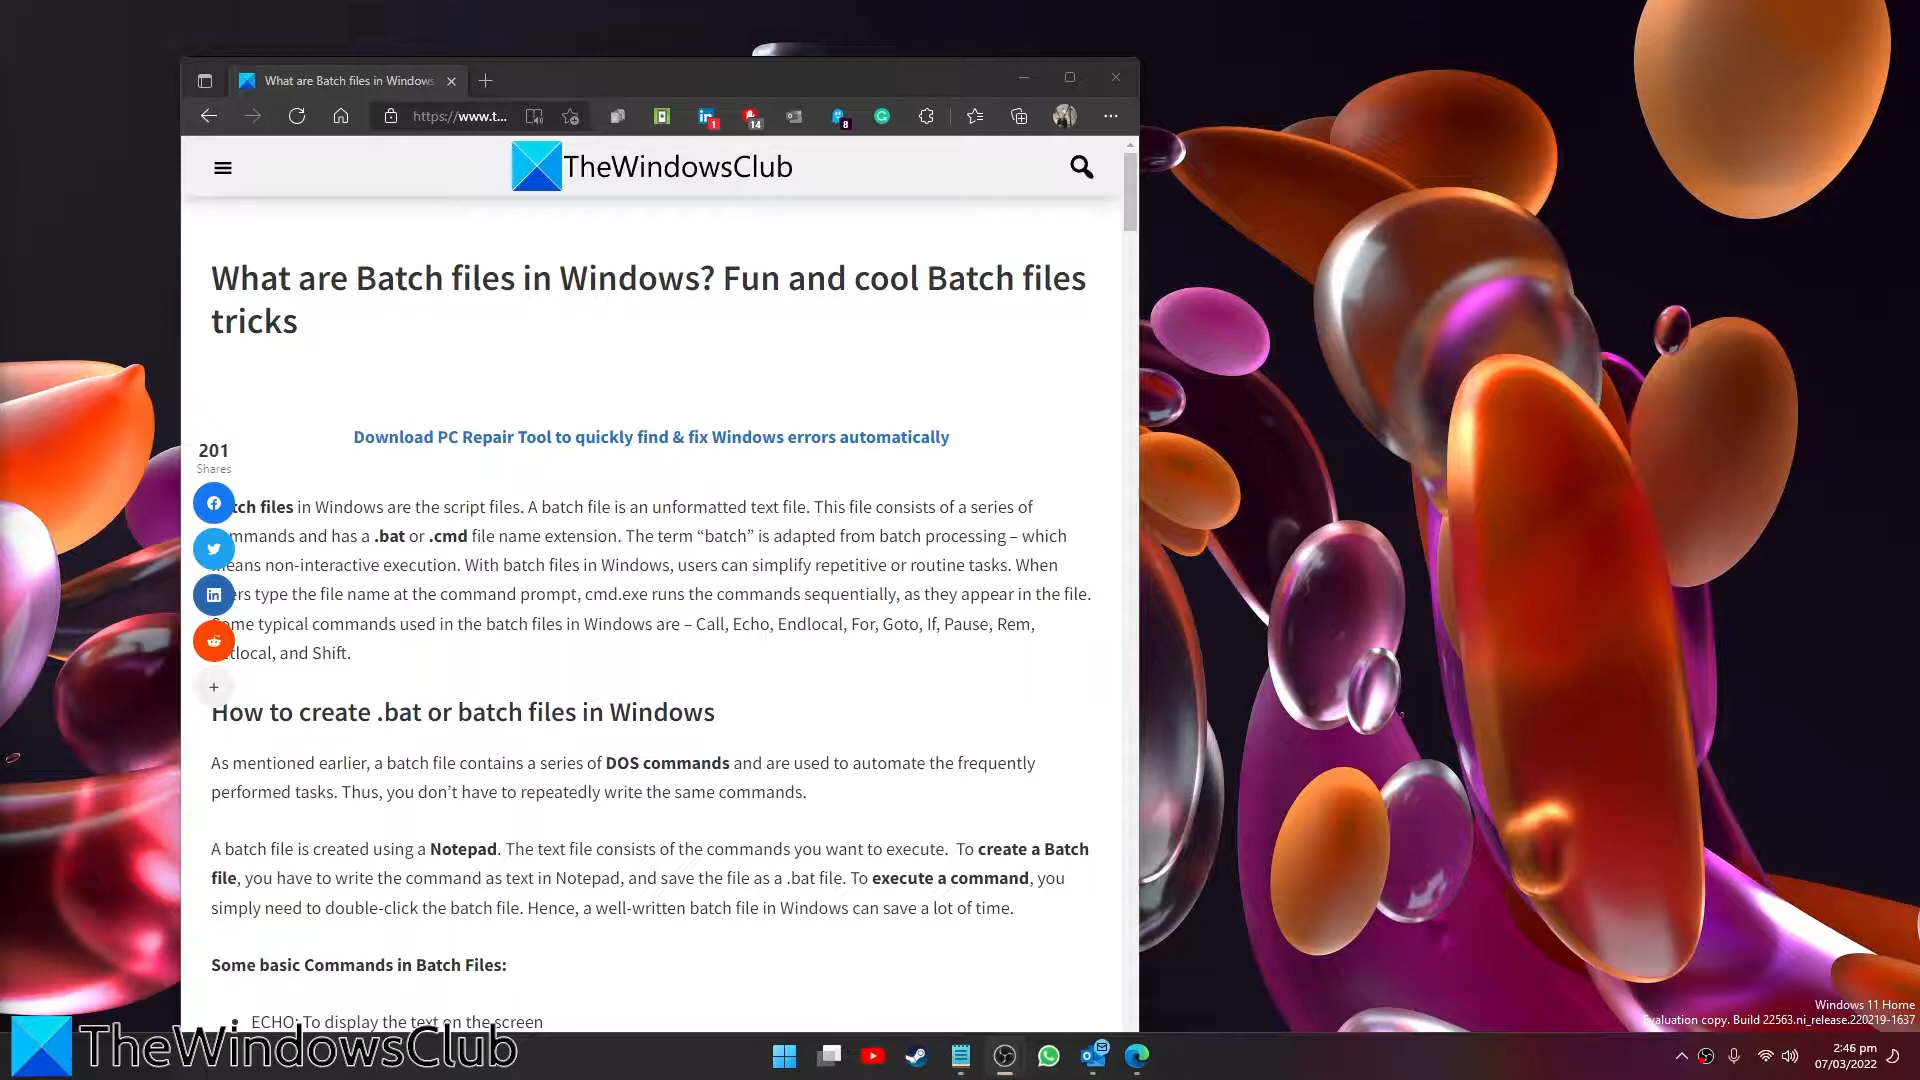 What are Batch files in Windows
https://www.t...
1
14
8
TheWindowsClub
What are Batch files in Windows? Fun and cool Batch files
tricks
Download PC Repair Tool to quickly find & fix Windows errors automatically
201
Shares
tch files in Windows are the script files. A batch file is an unformatted text file. This file consists of a series of
mmands and has a .bat or .cmd file name extension. The term “batch” is adapted from batch processing – which
eans non-interactive execution. With batch files in Windows, users can simplify repetitive or routine tasks. When
ers type the file name at the command prompt, cmd.exe runs the commands sequentially, as they appear in the file.
ome typical commands used in the batch files in Windows are – Call, Echo, Endlocal, For, Goto, If, Pause, Rem,
tlocal, and Shift.
How to create .bat or batch files in Windows
As mentioned earlier, a batch file contains a series of DOS commands and are used to automate the frequently
performed tasks. Thus, you don’t have to repeatedly write the same commands.
A batch file is created using a Notepad. The text file consists of the commands you want to execute. To create a Batch
file, you have to write the command as text in Notepad, and save the file as a .bat file. To execute a command, you
simply need to double-click the batch file. Hence, a well-written batch file in Windows can save a lot of time.
Some basic Commands in Batch Files:
• ECHO: To display the text on the screen
Windows 11 Home
Evaluation copy. Build 22563.ni_release.220219-1637
TheWindowsClub
2:46 pm
07/03/2022